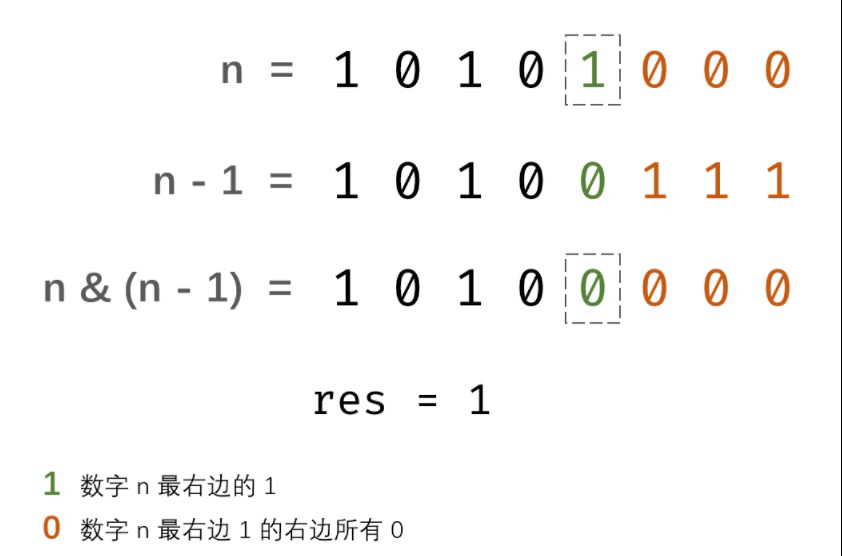 n = 1 0 1 0 1 0 0 0
n - 1 = 1 0 1 0 0 1 1 1
n & (n - 1) = 1 0 1 0 0 0 0 0
res = 1
1 数字 n 最右边的 1
0 数字 n 最右边 1 的右边所有 0